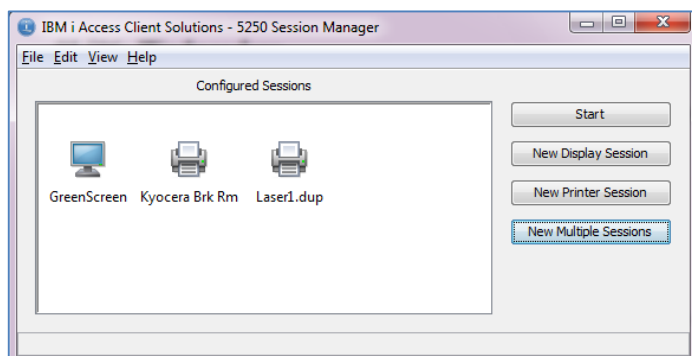 IBM i Access Client Solutions - 5250 Session Manager
File Edit View Help
Configured Sessions
GreenScreen Kyocera Brk Rm Laser1.dup
Start
New Display Session
New Printer Session
New Multiple Sessions